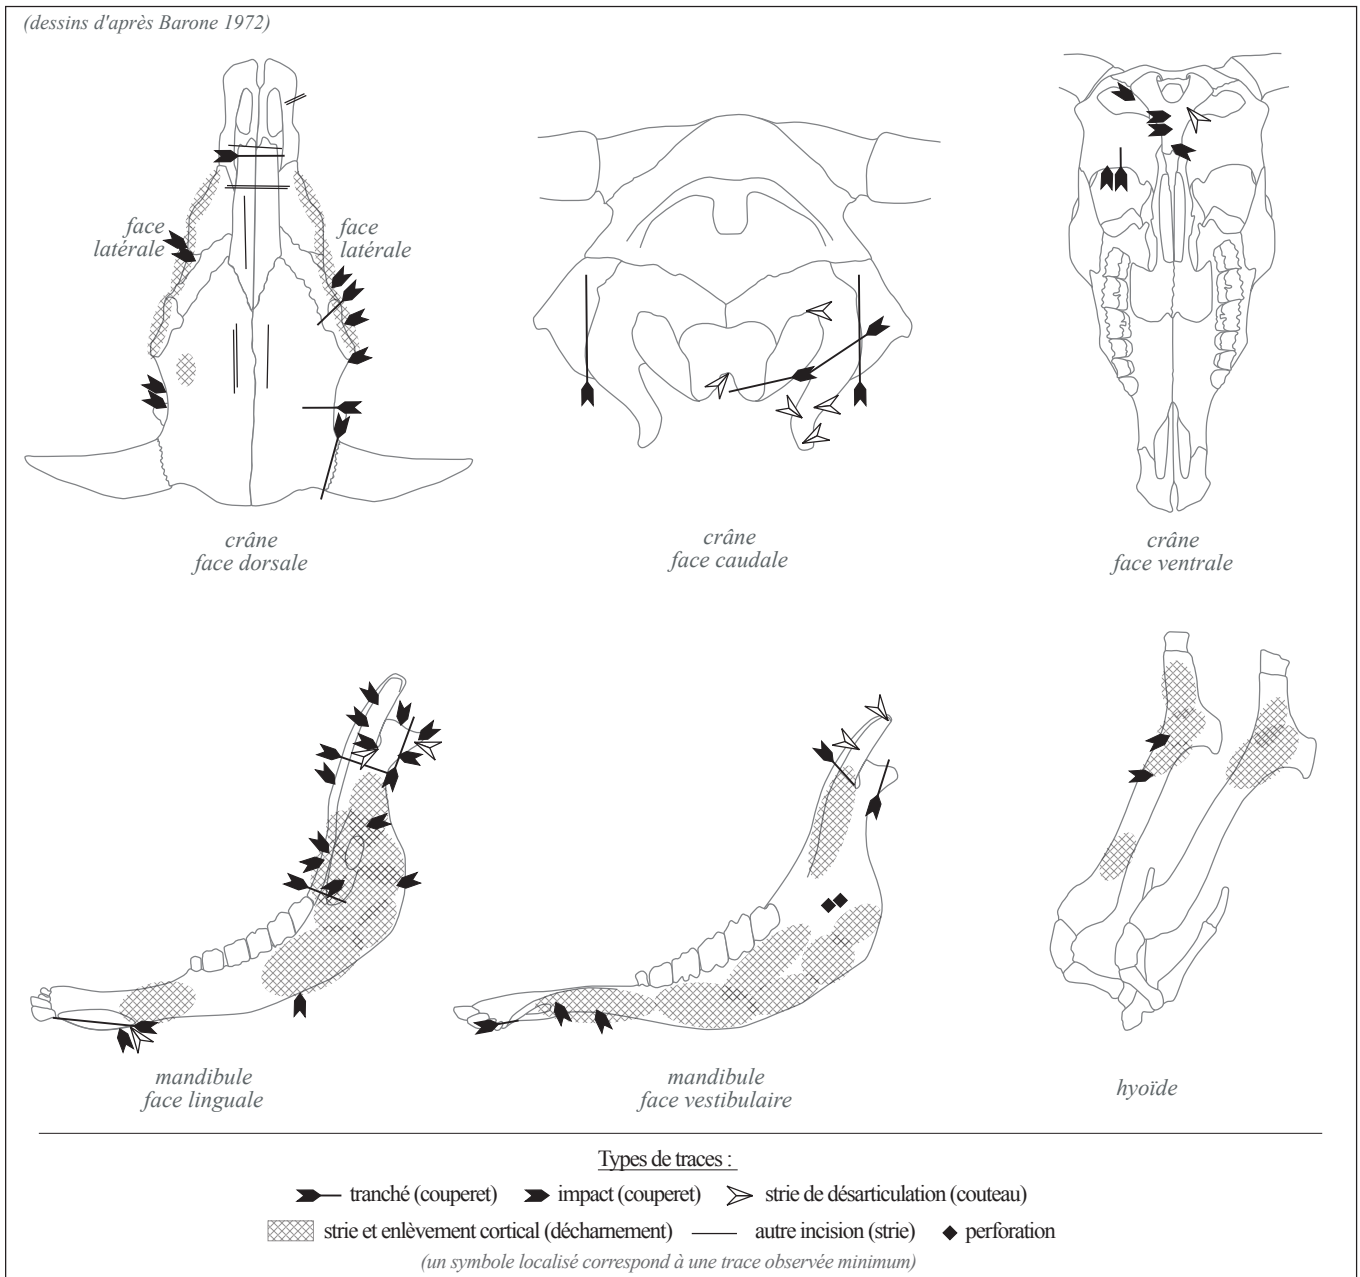 (dessins d'après Barone 1972)
face
latérale
face
latérale
crâne
face dorsale
crâne
face caudale
crâne
face ventrale
mandibule
face linguale
mandibule
face vestibulaire
hyoïde
Types de traces :
tranché (couperet) impact (couperet) strie de désarticulation (couteau)
strie et enlèvement cortical (décharnement) autre incision (strie) perforation
(un symbole localisé correspond à une trace observée minimum)